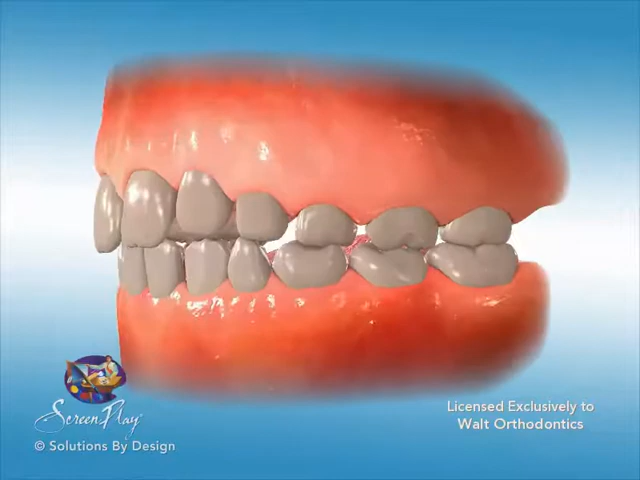 ScreenPlay
© Solutions By Design
Licensed Exclusively to
Walt Orthodontics